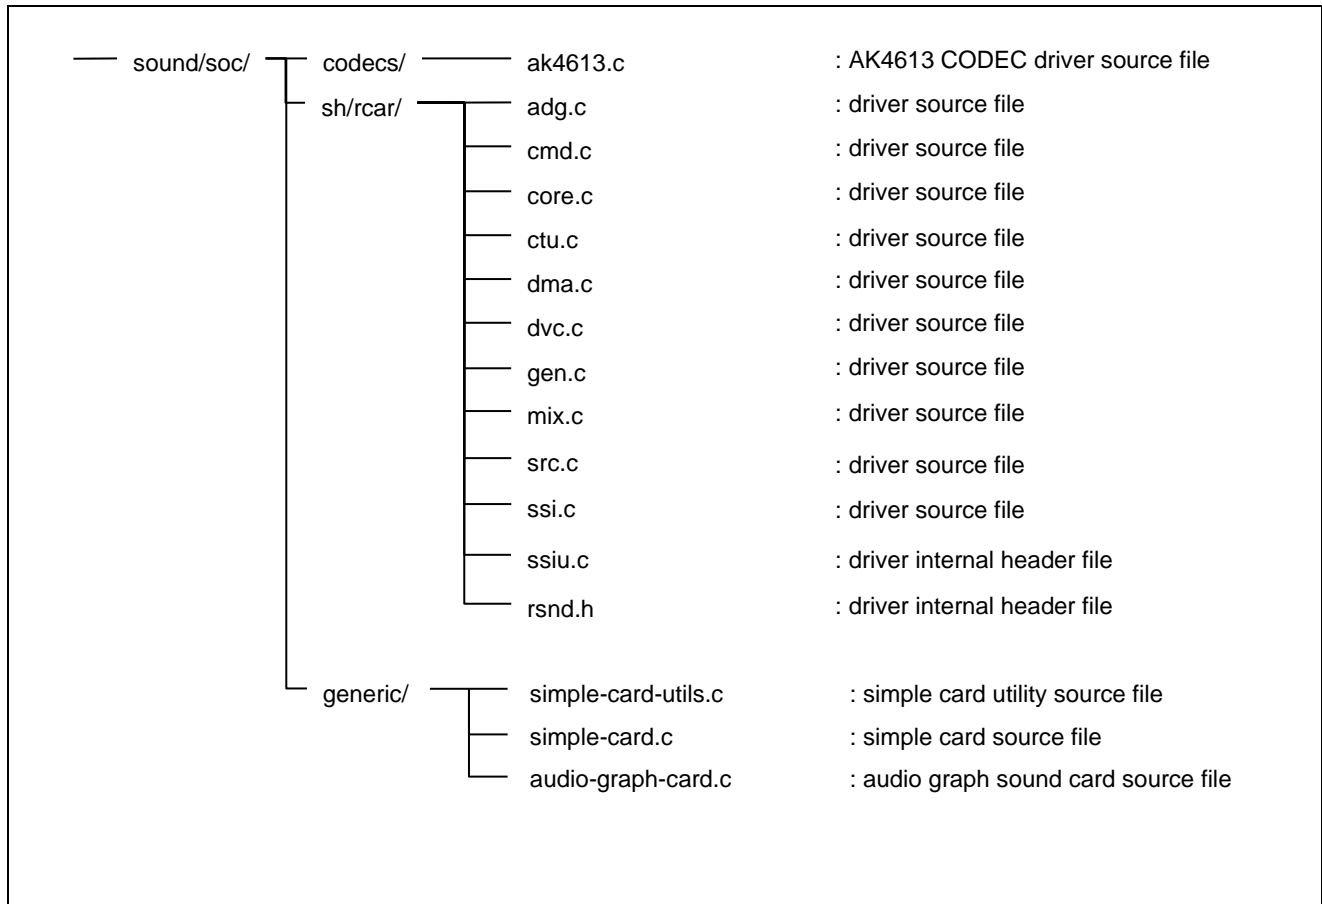 sound/soc/ codecs/ ak4613.c : AK4613 CODEC driver source file
sh/rcar/ adg.c : driver source file
cmd.c : driver source file
core.c : driver source file
ctu.c : driver source file
dma.c : driver source file
dvc.c : driver source file
gen.c : driver source file
mix.c : driver source file
src.c : driver source file
ssi.c : driver source file
ssiu.c : driver internal header file
rsnd.h : driver internal header file
generic/ simple-card-utils.c : simple card utility source file
simple-card.c : simple card source file
audio-graph-card.c : audio graph sound card source file